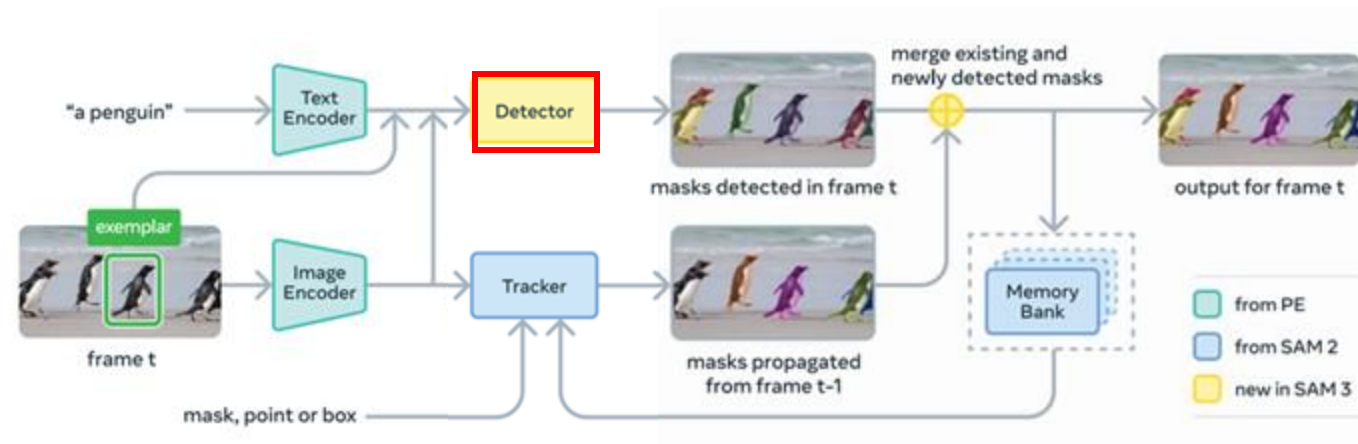 merge existing and
newly detected masks
"a penguin"
Text
Encoder
Detector
masks detected in frame t
output for frame t
exemplar
Image
Encoder
Tracker
Memory
Bank
frame t
masks propagated
from frame t-1
mask, point or box
from PE
from SAM 2
new in SAM 3